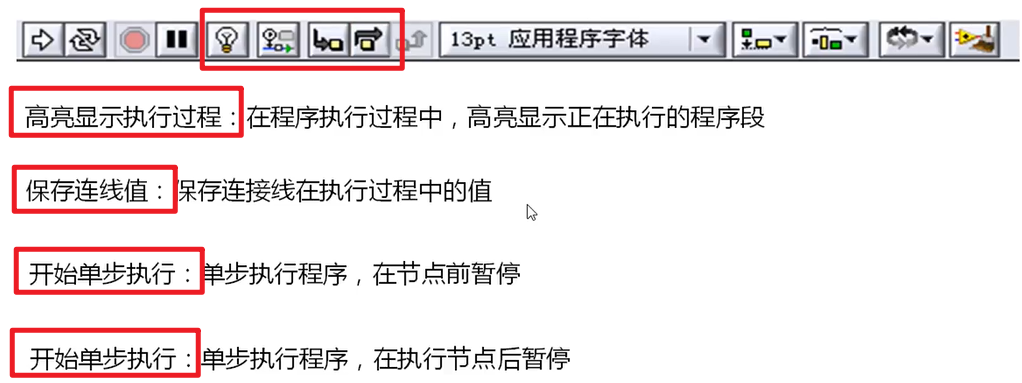 13pt 应用程序字体
高亮显示执行过程：在程序执行过程中，高亮显示正在执行的程序段
保存连线值：保存连接线在执行过程中的值
开始单步执行：单步执行程序，在节点前暂停
开始单步执行：单步执行程序，在执行节点后暂停